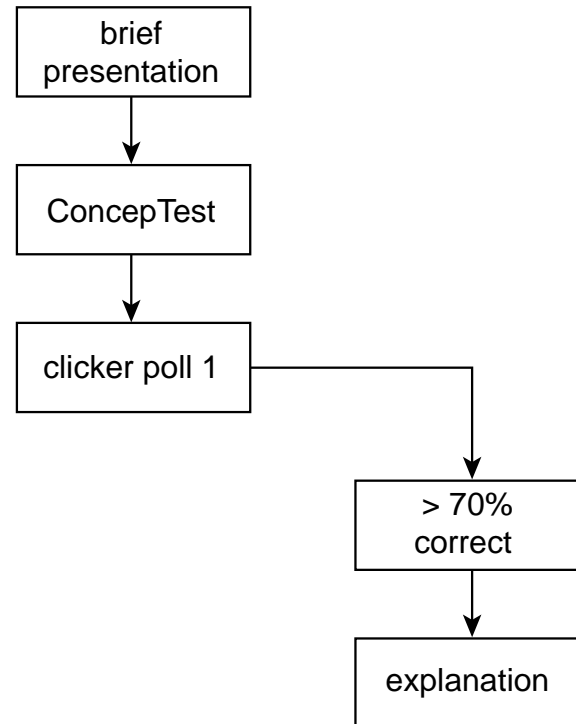 brief
presentation
ConcepTest
clicker poll 1
> 70%
correct
explanation